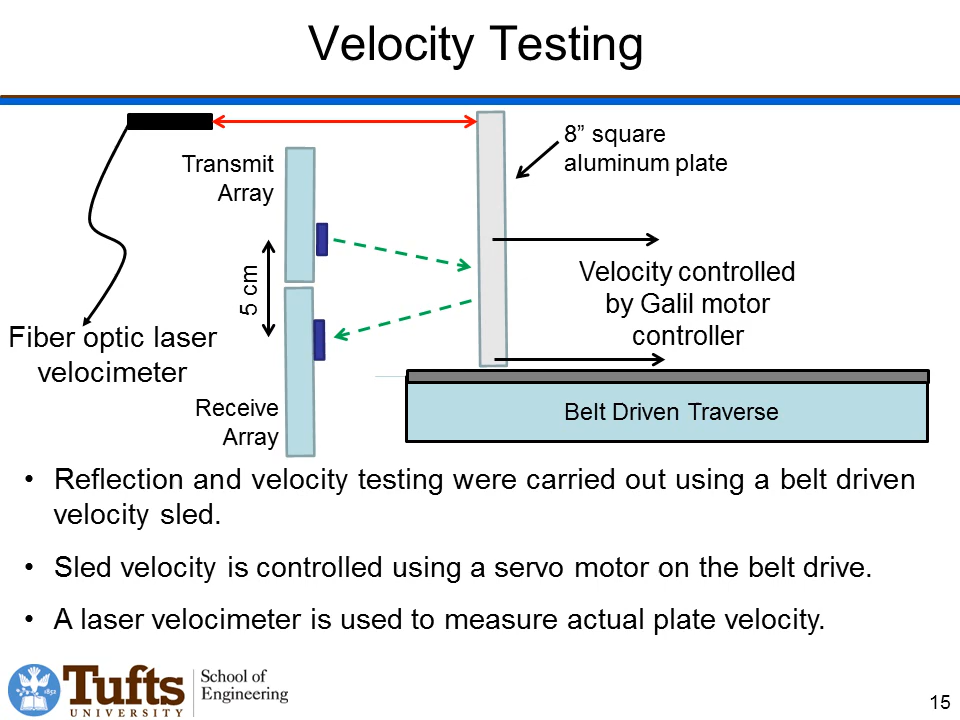 Velocity Testing
8” square
aluminum plate
Transmit
Array
5 cm
Velocity controlled
by Galil motor
controller
Fiber optic laser
velocimeter
Receive
Array
Belt Driven Traverse
• Reflection and velocity testing were carried out using a belt driven
velocity sled.
• Sled velocity is controlled using a servo motor on the belt drive.
• A laser velocimeter is used to measure actual plate velocity.
1852
Tufts
UNIVERSITY
School of
Engineering
15